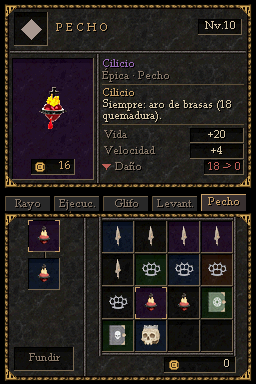 PECHO
Nv.10
Cilicio
Épica · Pecho
Cilicio
Siempre: aro de brasas (18
quemadura).
Vida +20
Velocidad +4
Daño 18 -> 0
16
Rayo Ejecuc. Glifo Levant. Pecho
Fundir
0